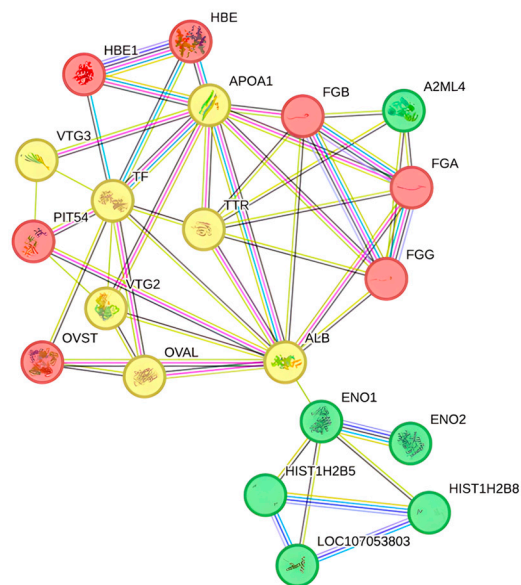 HBE
HBE1
APOA1
A2ML4
FGB
VTG3
FGA
TF
TTR
PIT54
FGG
VTG2
OVST
OVAL
ALB
ENO1
ENO2
HIST1H2B5
HIST1H2B8
LOC107053803